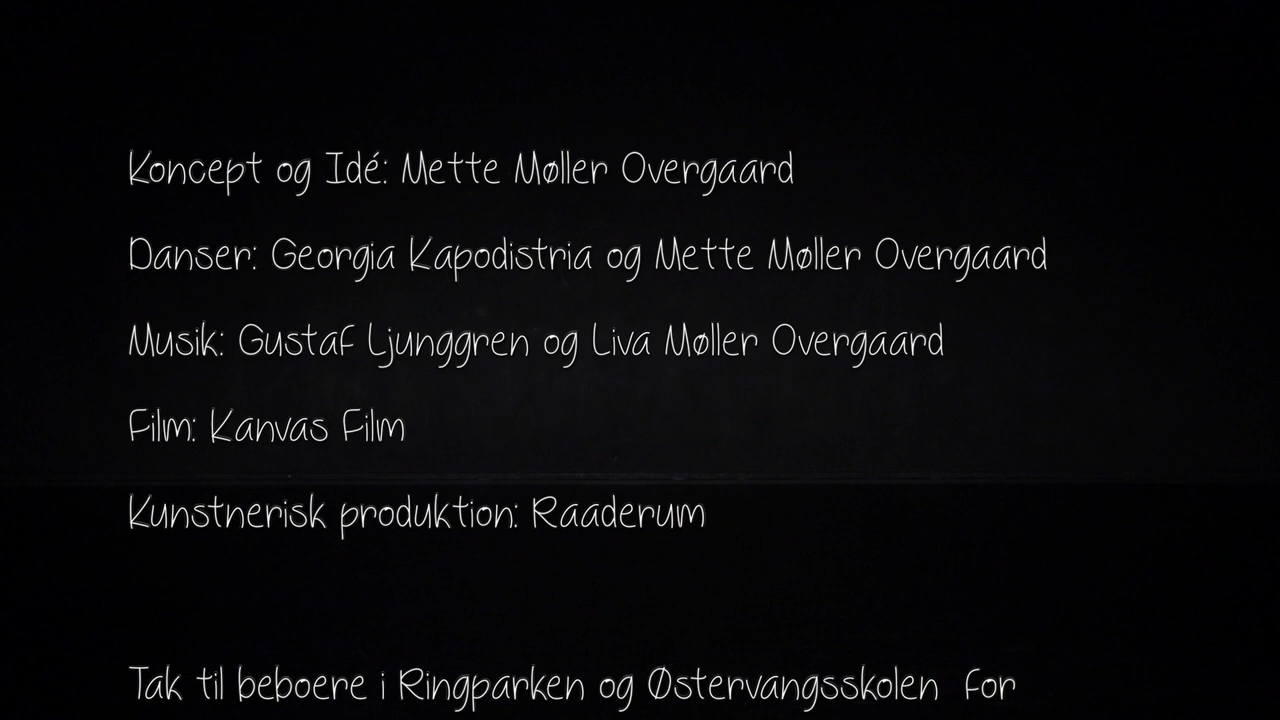 Koncept og Idé: Mette Møller Overgaard
Danser: Georgia Kapodistria og Mette Møller Overgaard
Musik: Gustaf Ljunggren og Liva Møller Overgaard
Film: Kanvas Film
Kunstnerisk produktion: Raaderum
Tak til beboere i Ringparken og Østervangsskolen for